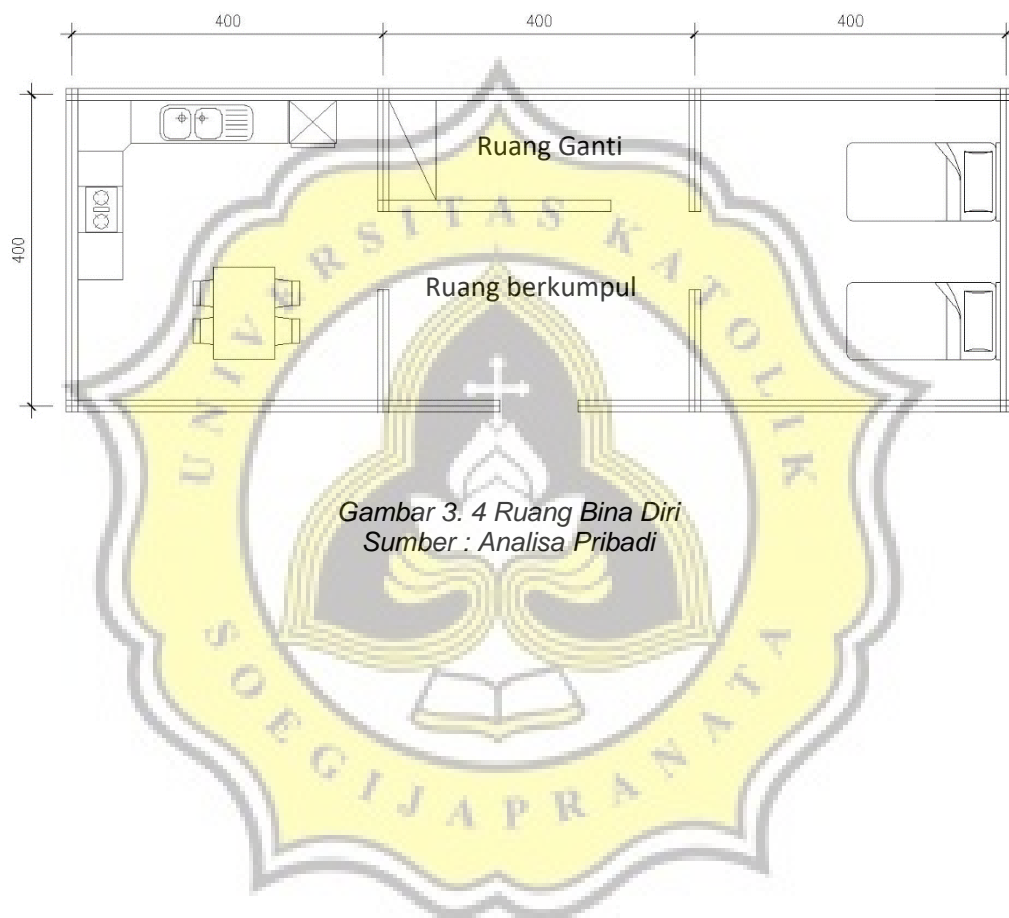 400 400 400
400
Ruang Ganti
Ruang berkumpul
UNIVERSITAS KATOLIK
SOEGIJAPRANATA
Gambar 3. 4 Ruang Bina Diri
Sumber : Analisa Pribadi